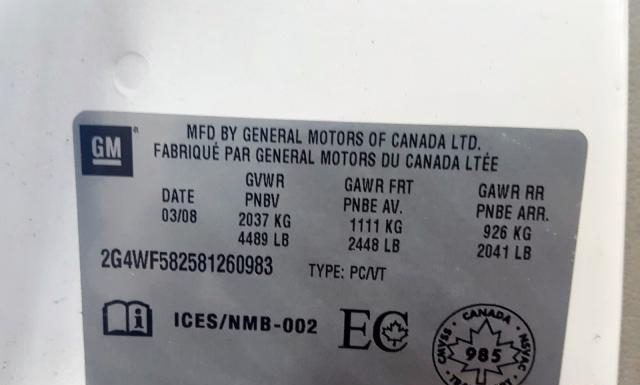 GM
MFD BY GENERAL MOTORS OF CANADA LTD.
FABRIQUÉ PAR GENERAL MOTORS DU CANADA LTÉE
DATE GVWR GAWR FRT GAWR RR
03/08 PNBV PNBE AV. PNBE ARR.
2037 KG 1111 KG 926 KG
4489 LB 2448 LB 2041 LB
2G4WF582581260983 TYPE: PC/VT
ICES/NMB-002 EC
CANADA
CMVSS 985 NSVAC